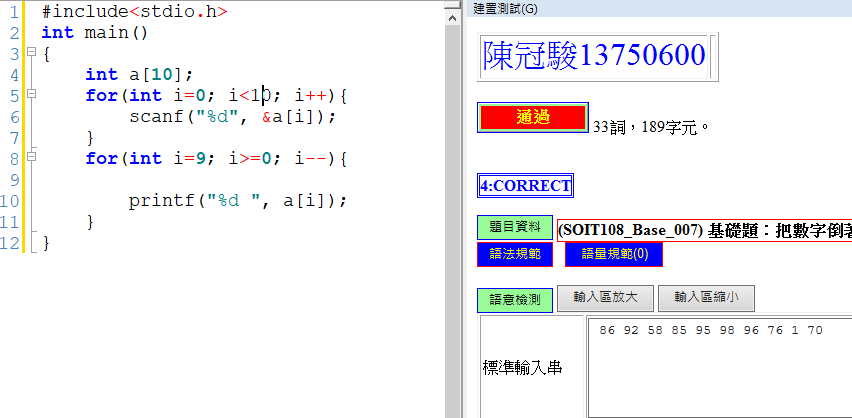 1 #include<stdio.h>
2 int main()
3 {
4     int a[10];
5     for(int i=0; i<10; i++){
6         scanf("%d", &a[i]);
7     }
8     for(int i=9; i>=0; i--){
9
10         printf("%d ", a[i]);
11     }
12 }
建置測試(G)
陳冠駿13750600
通過 33詞，189字元。
4:CORRECT
題目資料 (SOIT108_Base_007) 基礎題：把數字倒著
語法規範 語量規範(0)
語意檢測 輸入區放大 輸入區縮小
標準輸入串 86 92 58 85 95 98 96 76 1 70